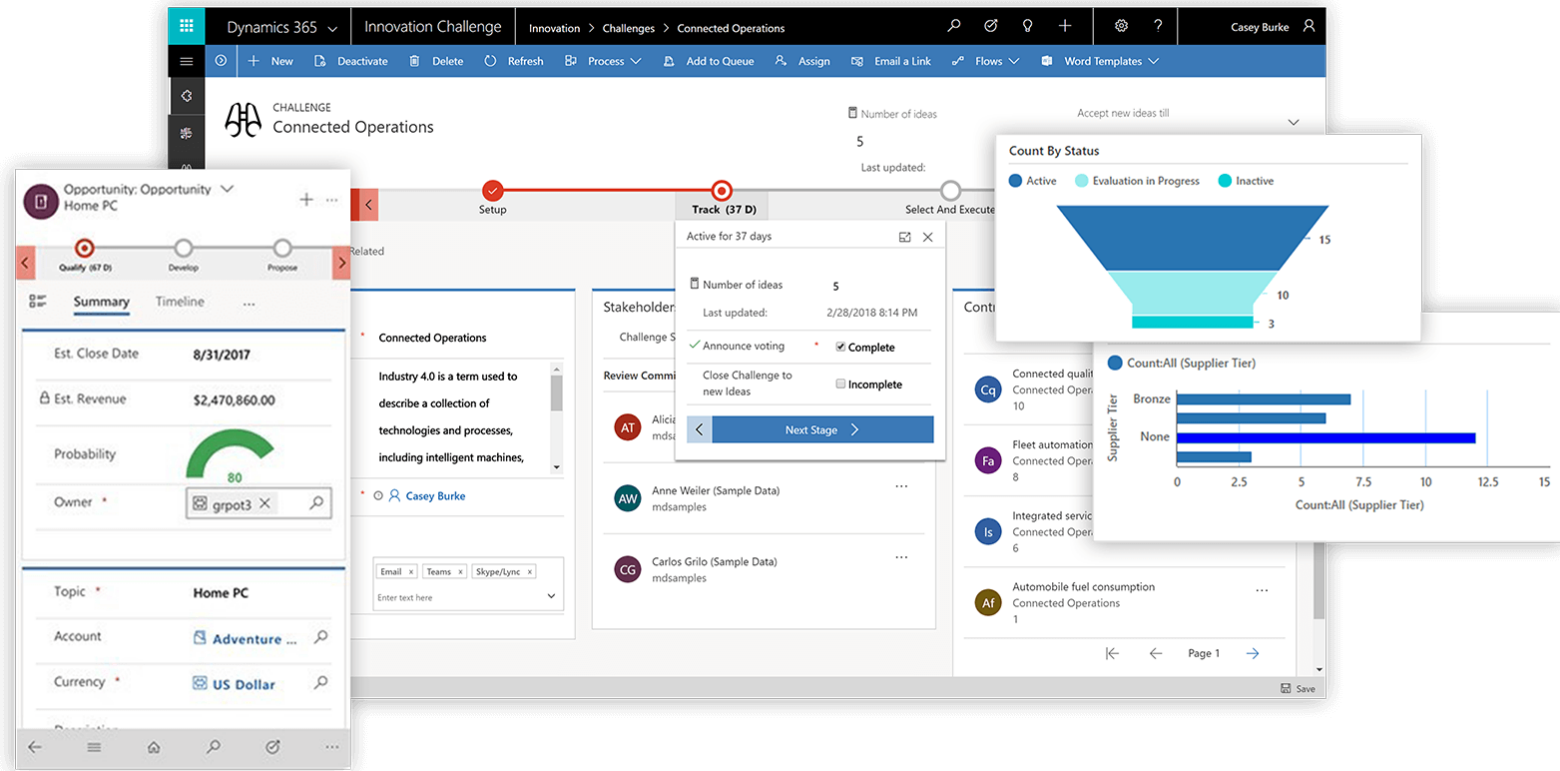 Dynamics 365
Innovation Challenge
Innovation > Challenges > Connected Operations
Casey Burke
New
Deactivate
Delete
Refresh
Process
Add to Queue
Assign
Email a Link
Flows
Word Templates
CHALLENGE
Connected Operations
Number of ideas
5
Last updated:
Accept new ideas till
Setup
Track (37 D)
Select And Execute
Related
Connected Operations
Industry 4.0 is a term used to
describe a collection of
technologies and processes,
including intelligent machines,
Casey Burke
Email x
Teams x
Skype/Lync x
Enter text here
Challenge S
Review Commi
AT
Alicia
mdsa
AW
Anne Weiler (Sample Data)
mdsamples
CG
Carlos Grilo (Sample Data)
mdsamples
Active for 37 days
Number of ideas
5
Last updated:
2/28/2018 8:14 PM
Announce voting
*
Complete
Close Challenge to
new Ideas
Incomplete
Next Stage
Cont
Cq
Connected qualit
Connected Opera
10
Fa
Fleet automation
Connected Opera
8
Is
Integrated servic
Connected Opera
6
Af
Automobile fuel consumption
Connected Operations
1
Page 1
Save
Opportunity: Opportunity
Home PC
Qualify (67 D)
Develop
Propose
Summary
Timeline
Est. Close Date
8/31/2017
Est. Revenue
$2,470,860.00
Probability
80
Owner *
grpot3
Topic *
Home PC
Account
Adventure ...
Currency *
US Dollar
Count By Status
Active
Evaluation in Progress
Inactive
15
10
3
Count:All (Supplier Tier)
Supplier Tier
Bronze
None
0 2.5 5 7.5 10 12.5 15
Count:All (Supplier Tier)